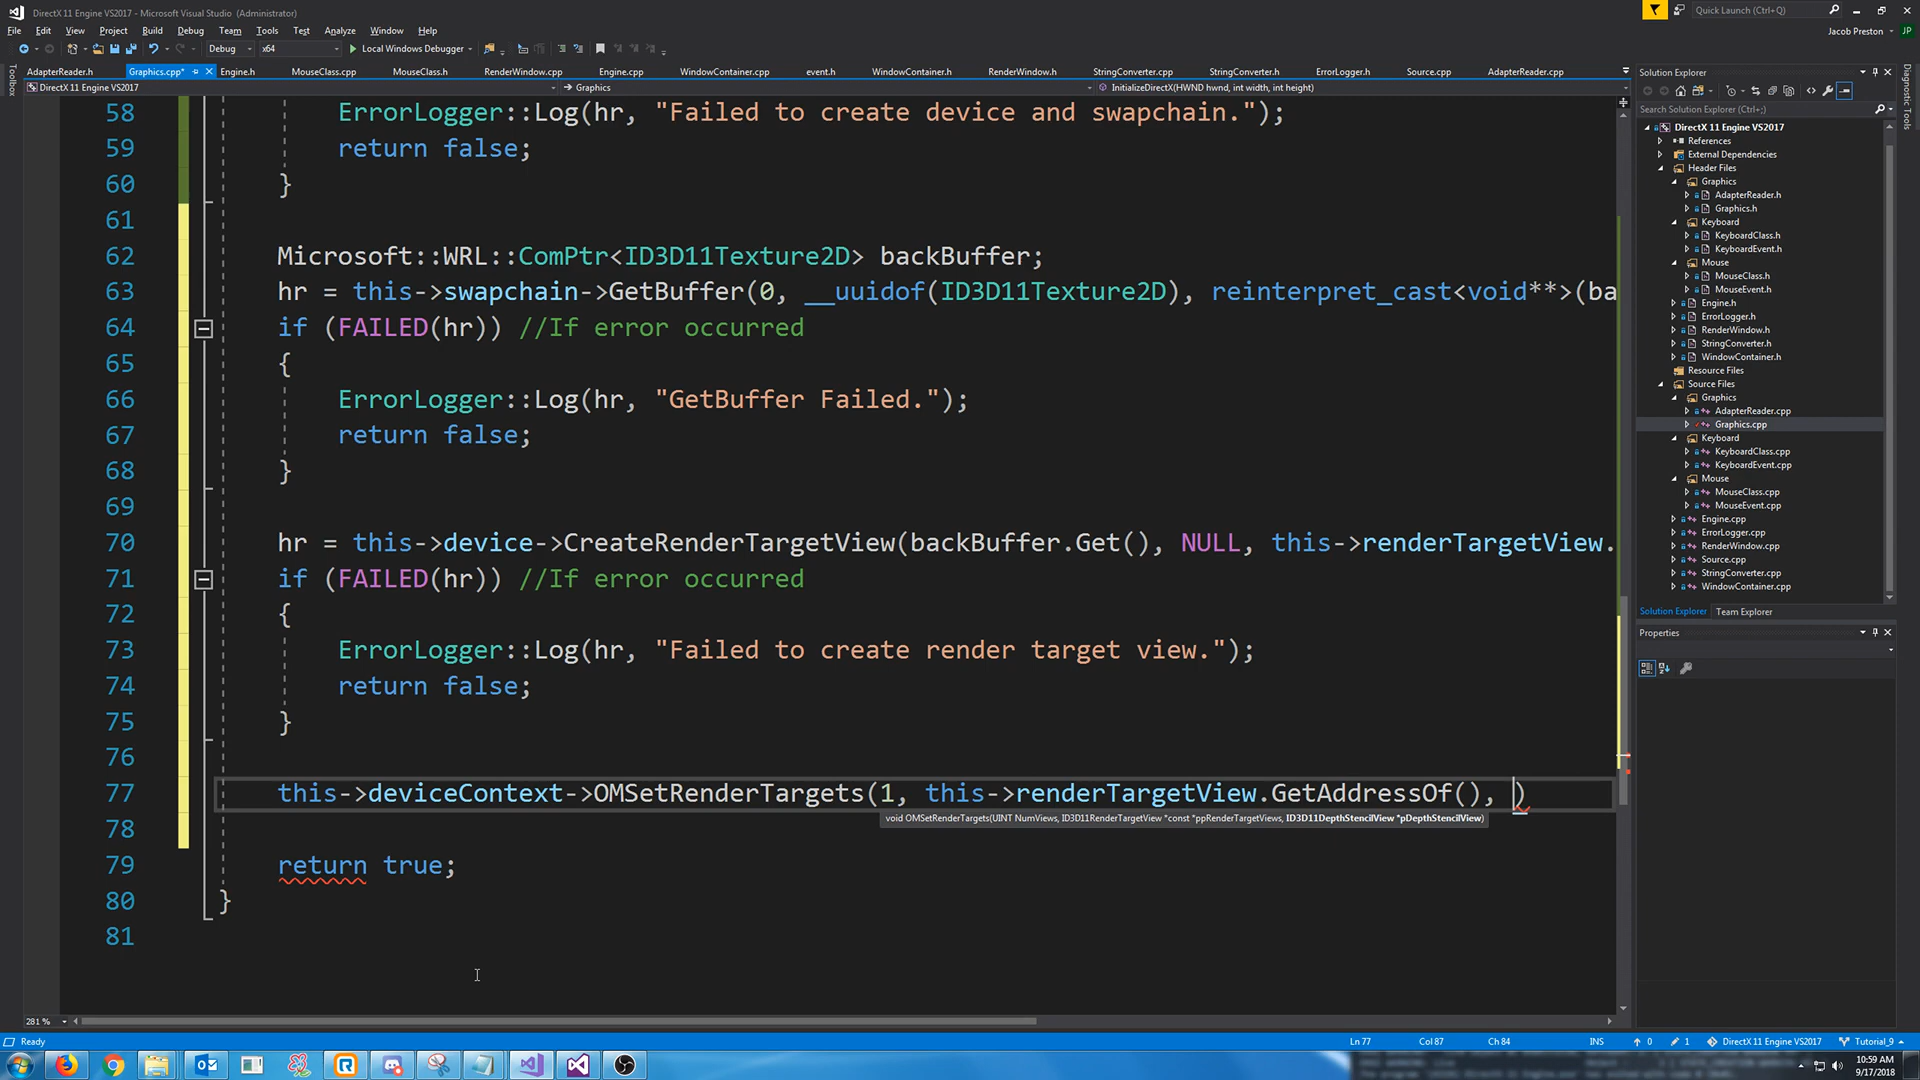 DirectX 11 Engine VS2017 - Microsoft Visual Studio (Administrator)
Quick Launch (Ctrl+Q)
File Edit View Project Build Debug Team Tools Test Analyze Window Help
Jacob Preston JP
Debug x64 Local Windows Debugger
Toolbox
AdapterReader.h Graphics.cpp* Engine.h MouseClass.cpp MouseClass.h RenderWindow.cpp Engine.cpp WindowContainer.cpp event.h WindowContainer.h RenderWindow.h StringConverter.cpp StringConverter.h ErrorLogger.h Source.cpp AdapterReader.cpp
DirectX 11 Engine VS2017 Graphics InitializeDirectX(HWND hwnd, int width, int height)
58 ErrorLogger::Log(hr, "Failed to create device and swapchain.");
59 return false;
60 }
61
62 Microsoft::WRL::ComPtr<ID3D11Texture2D> backBuffer;
63 hr = this->swapchain->GetBuffer(0, __uuidof(ID3D11Texture2D), reinterpret_cast<void**>(ba
64 if (FAILED(hr)) //If error occurred
65 {
66 ErrorLogger::Log(hr, "GetBuffer Failed.");
67 return false;
68 }
69
70 hr = this->device->CreateRenderTargetView(backBuffer.Get(), NULL, this->renderTargetView.
71 if (FAILED(hr)) //If error occurred
72 {
73 ErrorLogger::Log(hr, "Failed to create render target view.");
74 return false;
75 }
76
77 this->deviceContext->OMSetRenderTargets(1, this->renderTargetView.GetAddressOf(), )
void OMSetRenderTargets(UINT NumViews, ID3D11RenderTargetView *const *ppRenderTargetViews, ID3D11DepthStencilView *pDepthStencilView)
78
79 return true;
80 }
81
281 %
Solution Explorer
Search Solution Explorer (Ctrl+;)
DirectX 11 Engine VS2017
References
External Dependencies
Header Files
Graphics
AdapterReader.h
Graphics.h
Keyboard
KeyboardClass.h
KeyboardEvent.h
Mouse
MouseClass.h
MouseEvent.h
Engine.h
ErrorLogger.h
RenderWindow.h
StringConverter.h
WindowContainer.h
Resource Files
Source Files
Graphics
AdapterReader.cpp
Graphics.cpp
Keyboard
KeyboardClass.cpp
KeyboardEvent.cpp
Mouse
MouseClass.cpp
MouseEvent.cpp
Engine.cpp
ErrorLogger.cpp
RenderWindow.cpp
Source.cpp
StringConverter.cpp
WindowContainer.cpp
Solution Explorer Team Explorer
Properties
Diagnostic Tools
Ready Ln 77 Col 87 Ch 84 INS 0 1 DirectX 11 Engine VS2017 Tutorial_9
10:59 AM
9/17/2018